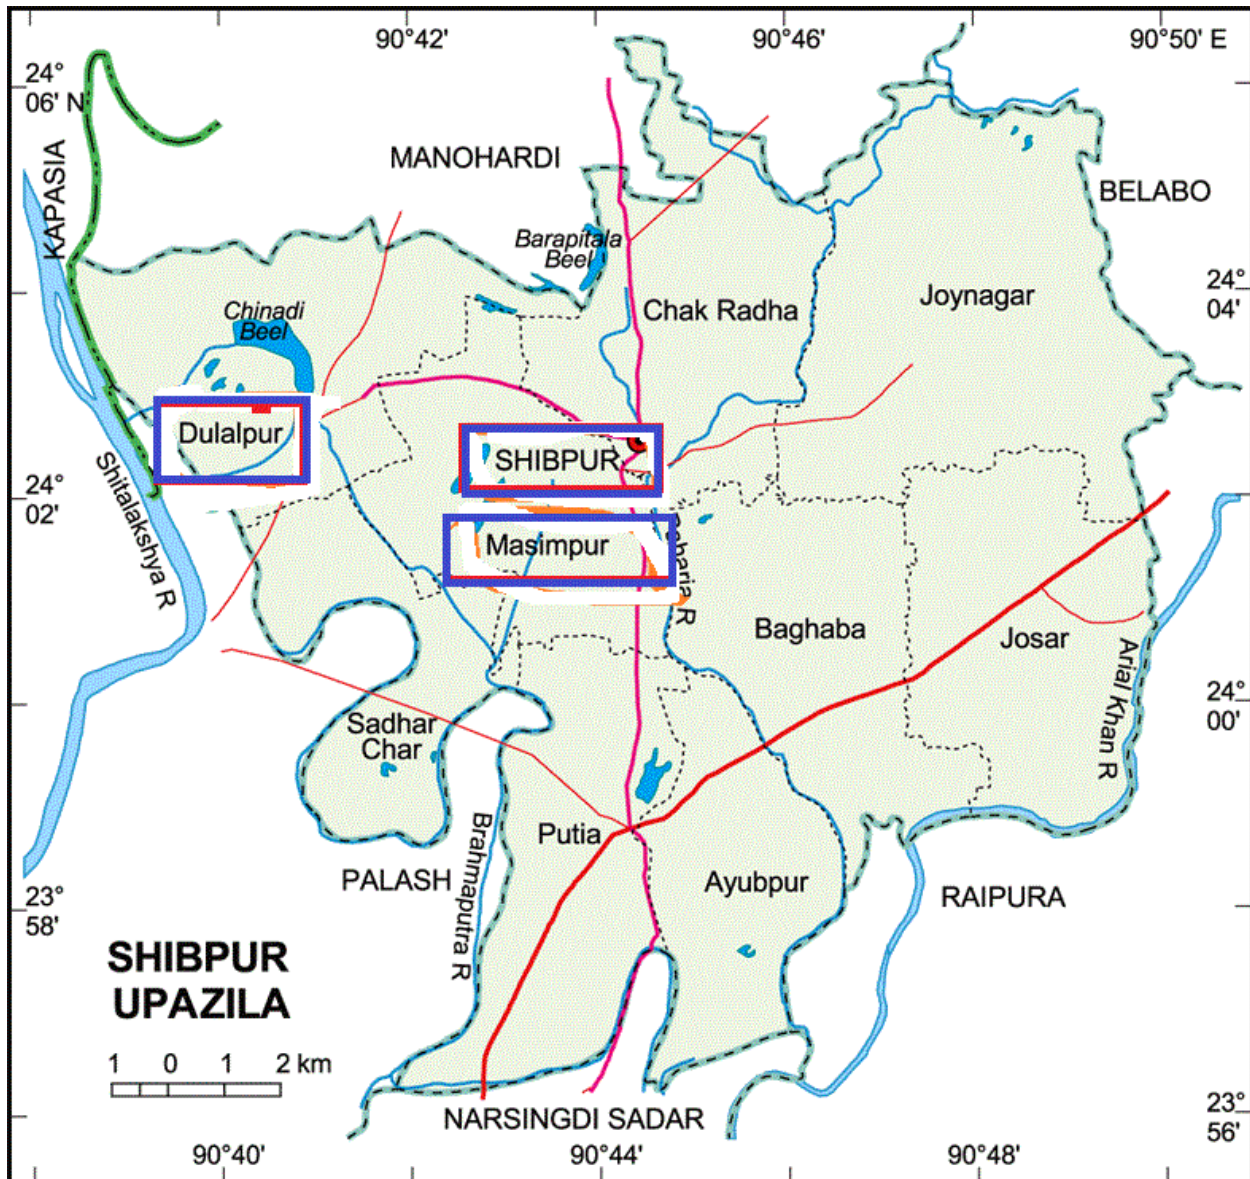 90°42'
90°46'
90°50' E
24°
06' N
KAPASIA
MANOHARDI
BELABO
Barapitala
Beel
Chinadi
Beel
Chak Radha
Joynagar
24°
04'
Dulalpur
SHIBPUR
24°
02'
Masimpur
Shitalakshya R
Baghaba
Josar
Arial Khan R
24°
00'
Sadhar
Char
Putia
Brahmaputra R
PALASH
Ayubpur
RAIPURA
23°
58'
SHIBPUR
UPAZILA
1 0 1 2 km
NARSINGDI SADAR
23°
56'
90°40'
90°44'
90°48'